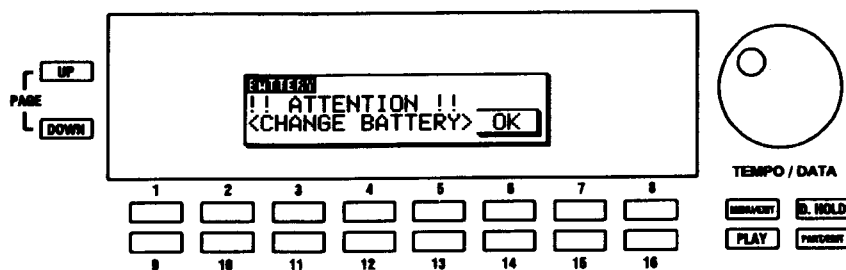 UP
PAGE
DOWN
BATTERY
!! ATTENTION !!
<CHANGE BATTERY> OK
TEMPO / DATA
1 2 3 4 5 6 7 8
9 10 11 12 13 14 15 16
D. HOLD
PLAY